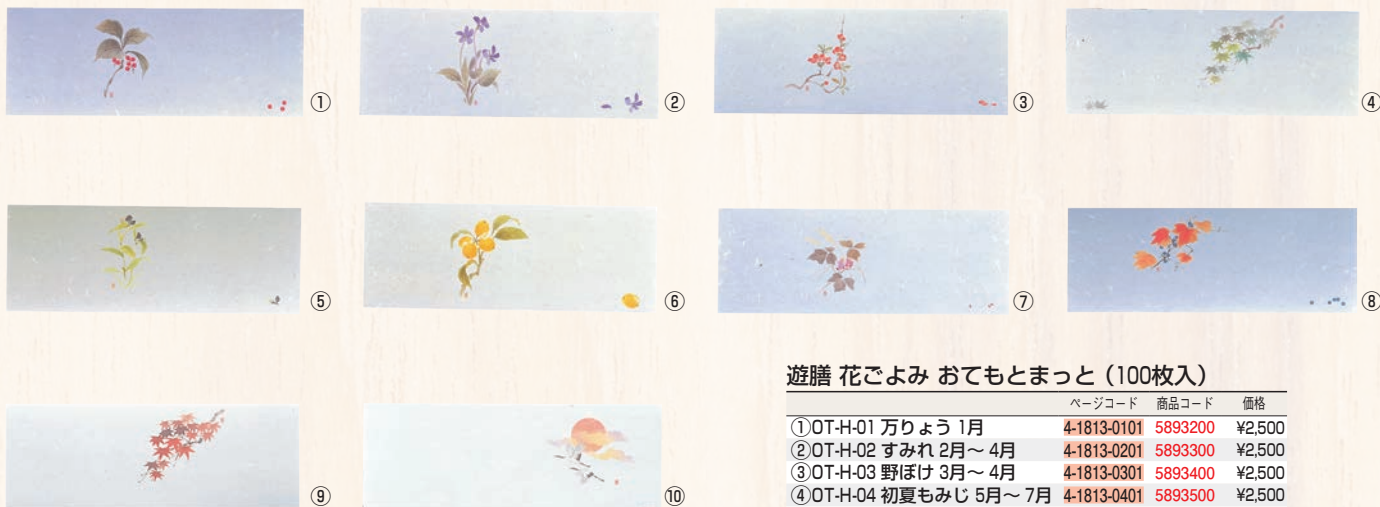 ①
②
③
④
⑤
⑥
⑦
⑧
⑨
⑩
遊膳 花ごよみ おてもとまっと（100枚入）
ページコード 商品コード 価格
①OT-H-01 万りょう 1月 4-1813-0101 5893200 ¥2,500
②OT-H-02 すみれ 2月～4月 4-1813-0201 5893300 ¥2,500
③OT-H-03 野ぼけ 3月～4月 4-1813-0301 5893400 ¥2,500
④OT-H-04 初夏もみじ 5月～7月 4-1813-0401 5893500 ¥2,500